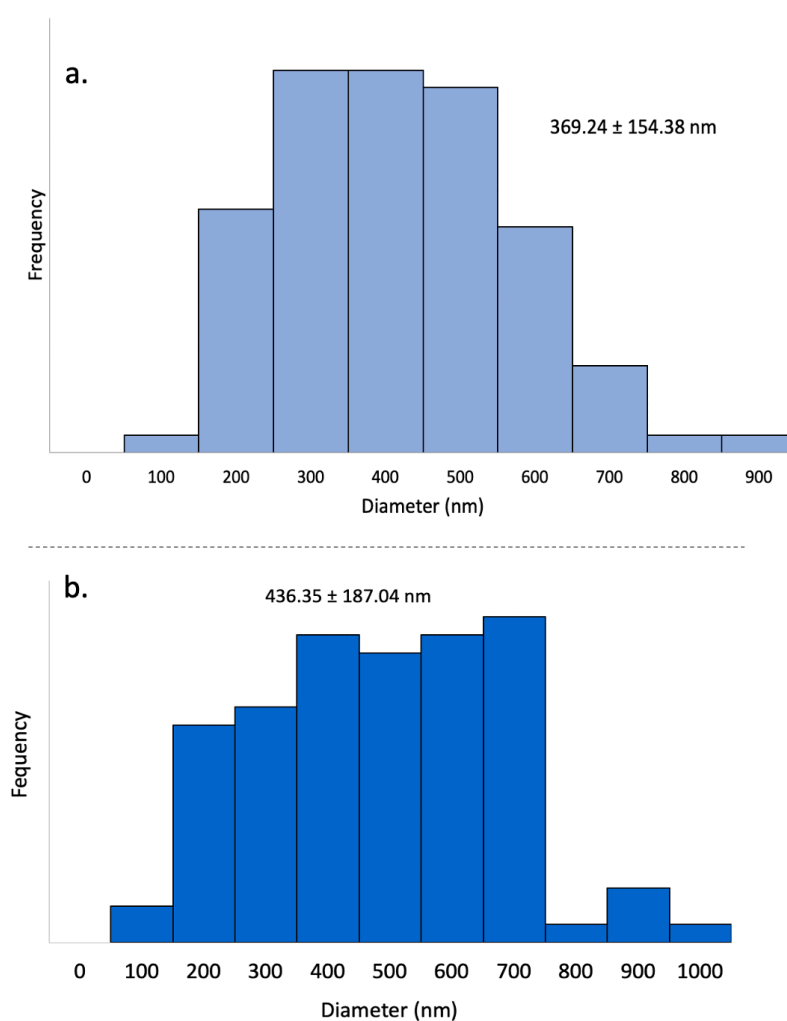 a.
369.24 ± 154.38 nm
Frequency
0 100 200 300 400 500 600 700 800 900
Diameter (nm)
b.
436.35 ± 187.04 nm
Fequency
0 100 200 300 400 500 600 700 800 900 1000
Diameter (nm)